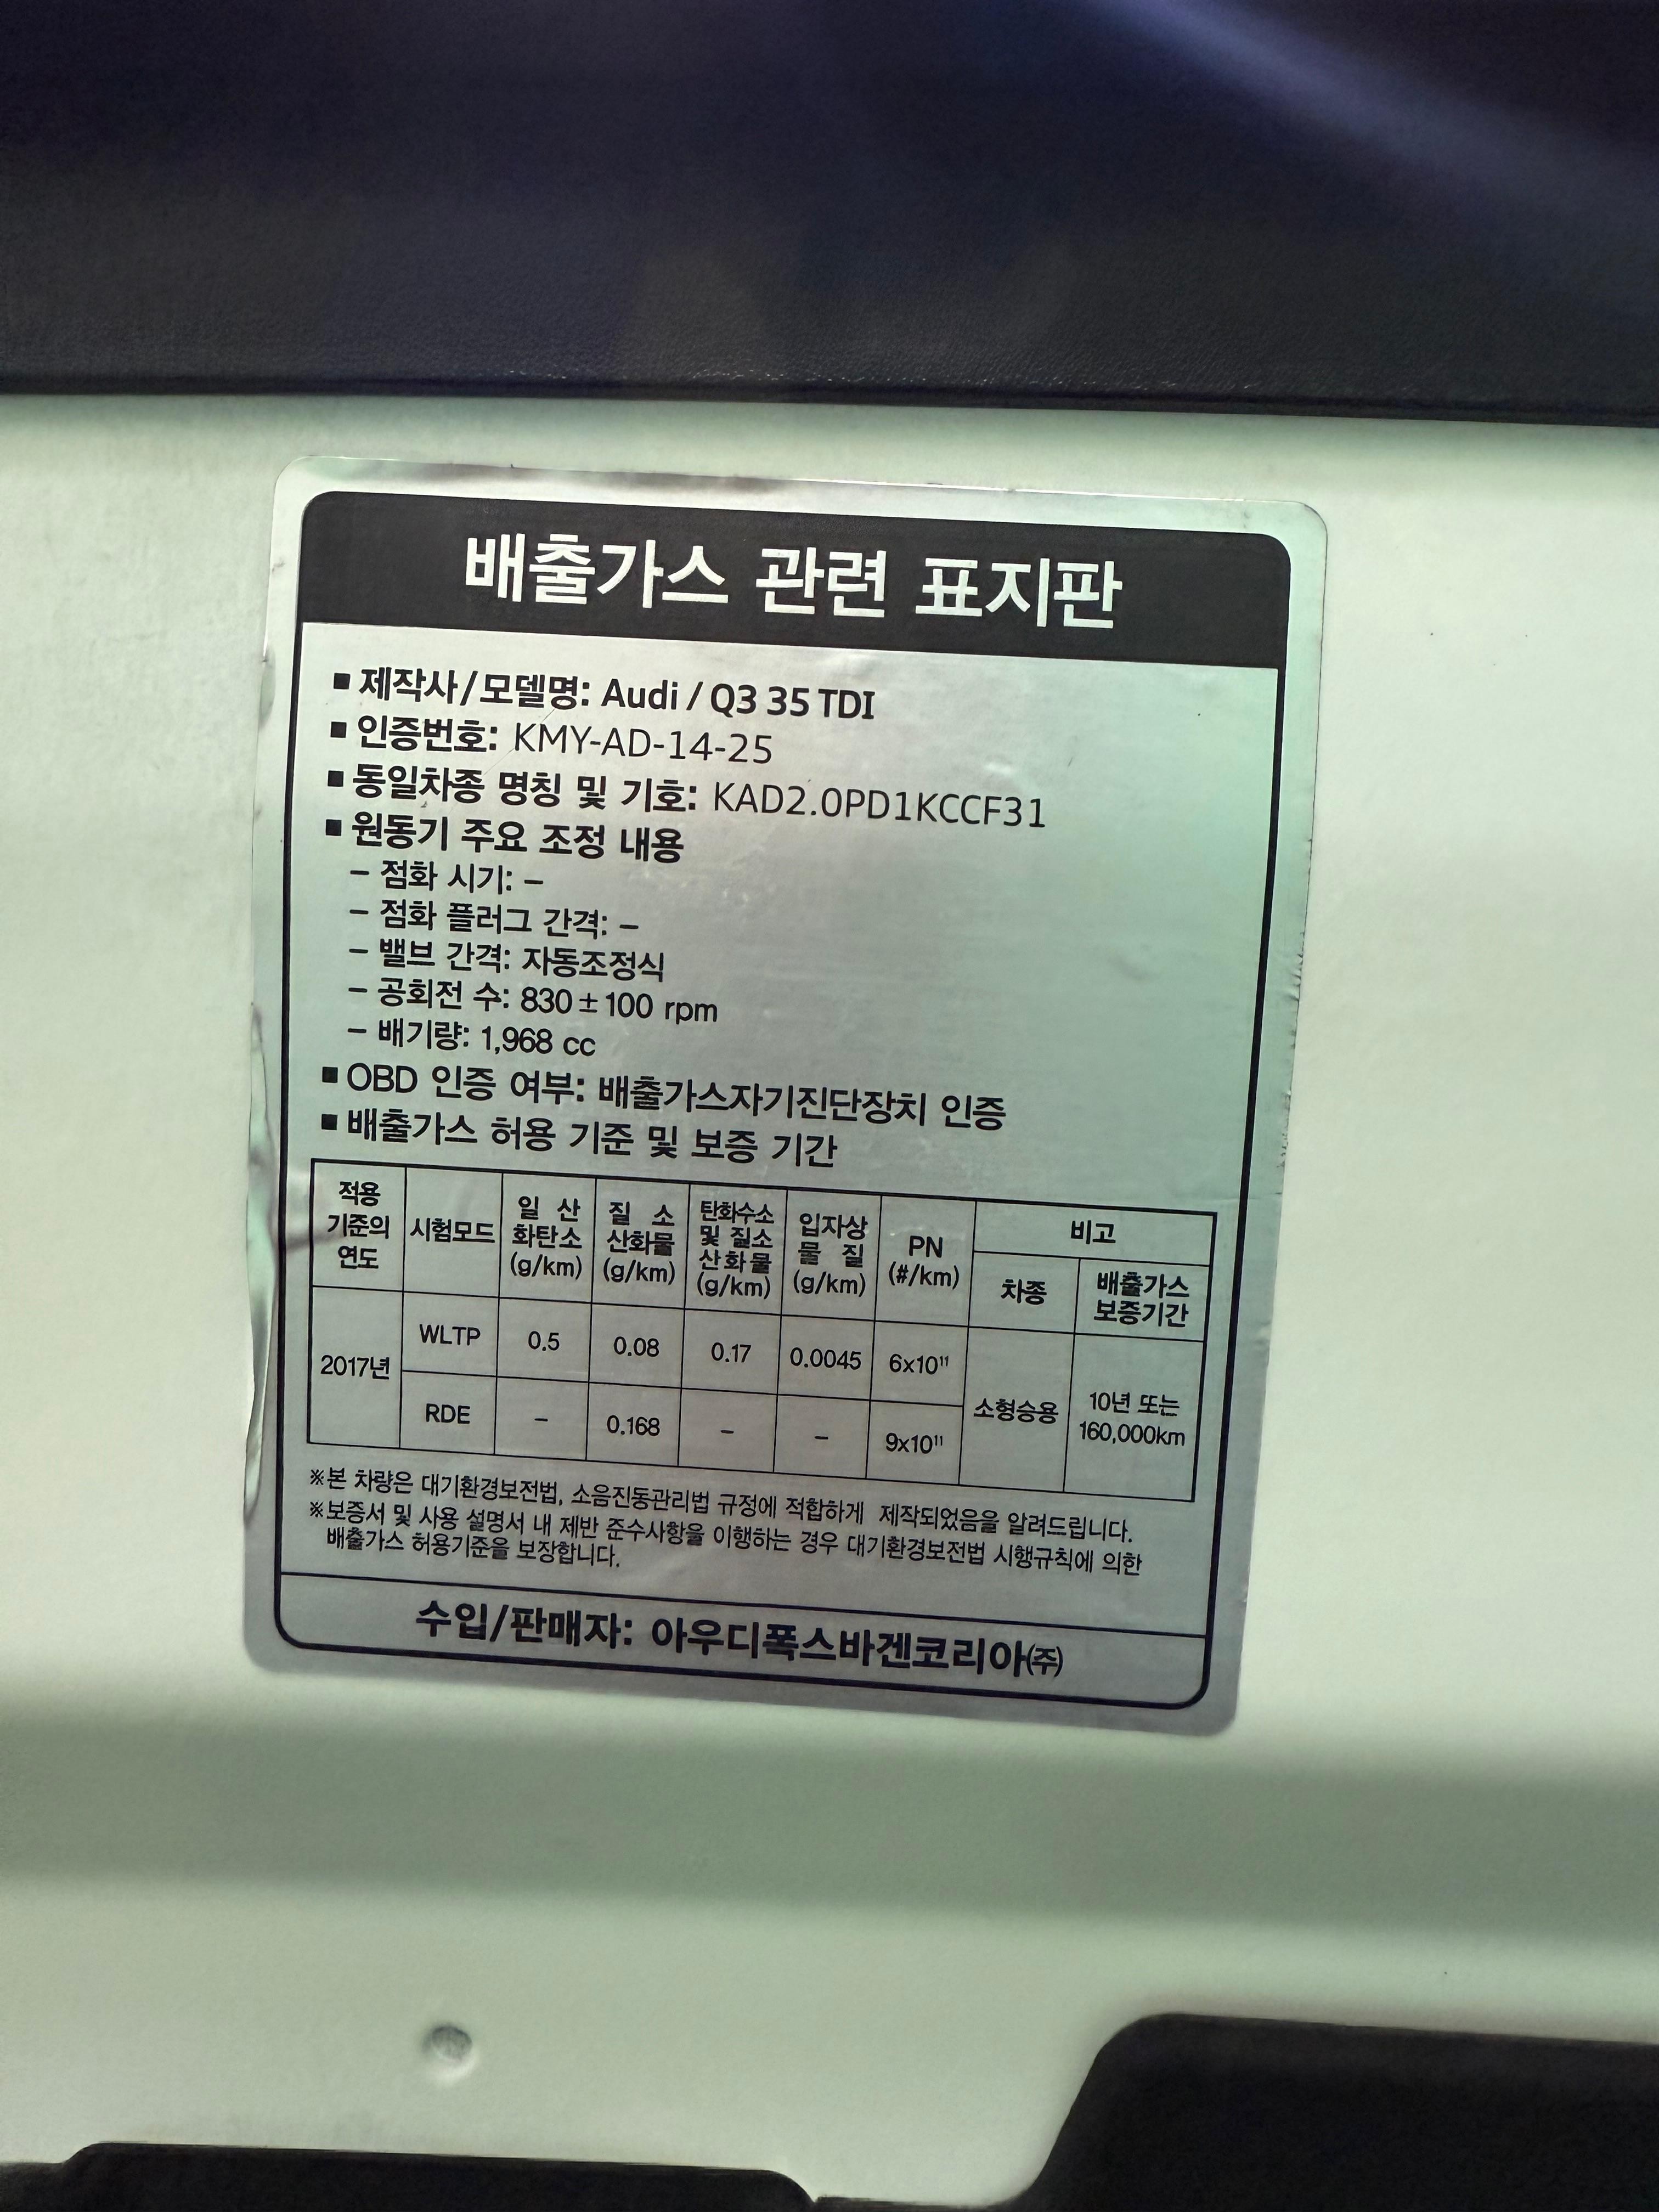 배출가스 관련 표지판
■ 제작사/모델명: Audi / Q3 35 TDI
■ 인증번호: KMY-AD-14-25
■ 동일차종 명칭 및 기호: KAD2.0PD1KCCF31
■ 원동기 주요 조정 내용
– 점화 시기: –
– 점화 플러그 간격: –
– 밸브 간격: 자동조정식
– 공회전 수: 830±100 rpm
– 배기량: 1,968 cc
■ OBD 인증 여부: 배출가스자기진단장치 인증
■ 배출가스 허용 기준 및 보증 기간
적용 기준의 연도
시험모드
일 산 화탄소 (g/km)
질 소 산화물 (g/km)
탄화수소 및 질소 산화물 (g/km)
입자상 물 질 (g/km)
PN (#/km)
비고
차종
배출가스 보증기간
2017년
WLTP 0.5 0.08 0.17 0.0045 6x10¹¹
RDE – 0.168 – – 9x10¹¹
소형승용
10년 또는 160,000km
※본 차량은 대기환경보전법, 소음진동관리법 규정에 적합하게 제작되었음을 알려드립니다.
※보증서 및 사용 설명서 내 제반 준수사항을 이행하는 경우 대기환경보전법 시행규칙에 의한
배출가스 허용기준을 보장합니다.
수입/판매자: 아우디폭스바겐코리아㈜